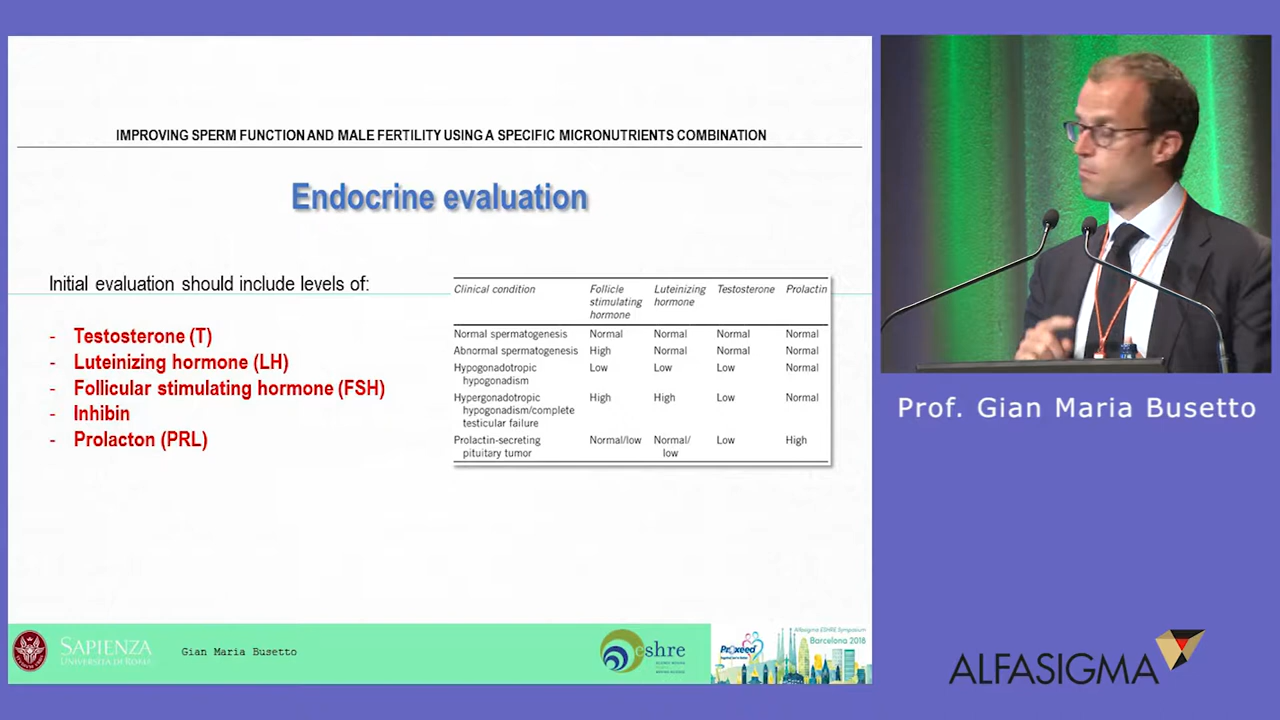 IMPROVING SPERM FUNCTION AND MALE FERTILITY USING A SPECIFIC MICRONUTRIENTS COMBINATION
Endocrine evaluation
Initial evaluation should include levels of:
- Testosterone (T)
- Luteinizing hormone (LH)
- Follicular stimulating hormone (FSH)
- Inhibin
- Prolacton (PRL)
Clinical condition Follicle stimulating hormone Luteinizing hormone Testosterone Prolactin
Normal spermatogenesis Normal Normal Normal Normal
Abnormal spermatogenesis High Normal Normal Normal
Hypogonadotropic hypogonadism Low Low Low Normal
Hypergonadotropic hypogonadism/complete testicular failure High High Low Normal
Prolactin-secreting pituitary tumor Normal/low Normal/low Low High
Prof. Gian Maria Busetto
SAPIENZA
UNIVERSITÀ DI ROMA
Gian Maria Busetto
eshre
Proxeed
Alfasigma ESHRE Symposium
Barcelona 2018
ALFASIGMA